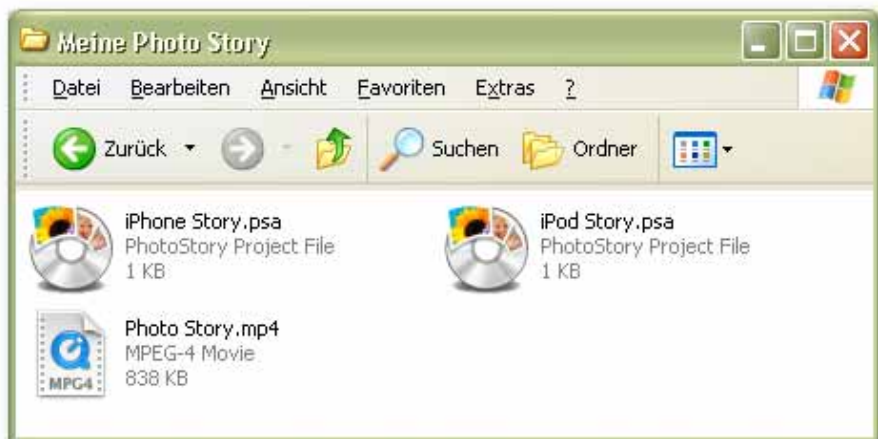 Meine Photo Story
Datei Bearbeiten Ansicht Favoriten Extras ?
Zurück Suchen Ordner
iPhone Story.psa
PhotoStory Project File
1 KB
iPod Story.psa
PhotoStory Project File
1 KB
Photo Story.mp4
MPEG-4 Movie
838 KB
MPG4